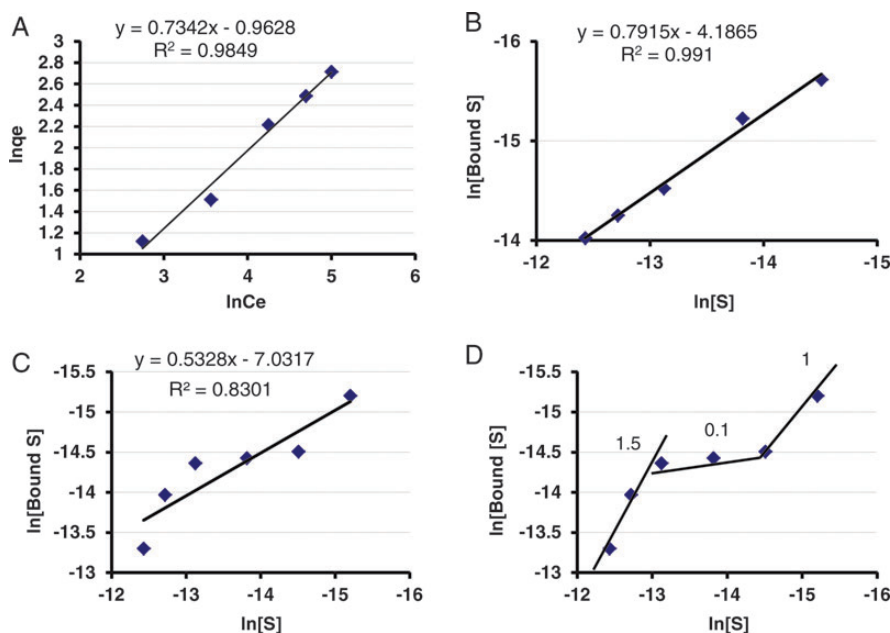 A
y = 0.7342x - 0.9628
R² = 0.9849
3
2.8
2.6
2.4
2.2
2
1.8
1.6
1.4
1.2
1
2
3
4
5
6
lnqe
lnCe
B
y = 0.7915x - 4.1865
R² = 0.991
-16
-15
-14
-12
-13
-14
-15
ln[Bound S]
ln[S]
C
y = 0.5328x - 7.0317
R² = 0.8301
-15.5
-15
-14.5
-14
-13.5
-13
-12
-13
-14
-15
-16
ln[Bound S]
ln[S]
D
1
0.1
1.5
-15.5
-15
-14.5
-14
-13.5
-13
-12
-13
-14
-15
-16
ln[Bound [S]
ln[S]